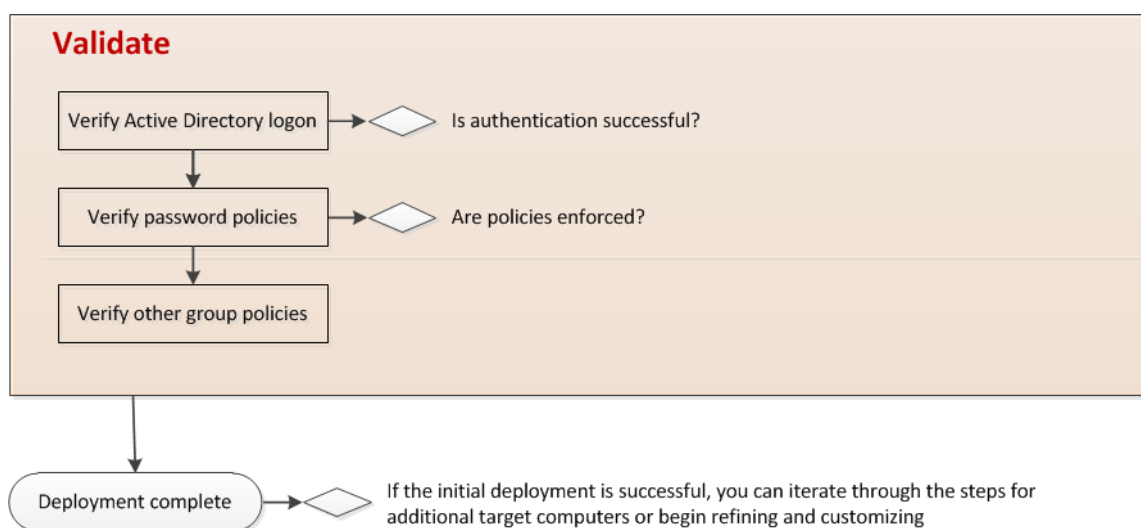 Validate
Verify Active Directory logon
Is authentication successful?
Verify password policies
Are policies enforced?
Verify other group policies
Deployment complete
If the initial deployment is successful, you can iterate through the steps for
additional target computers or begin refining and customizing